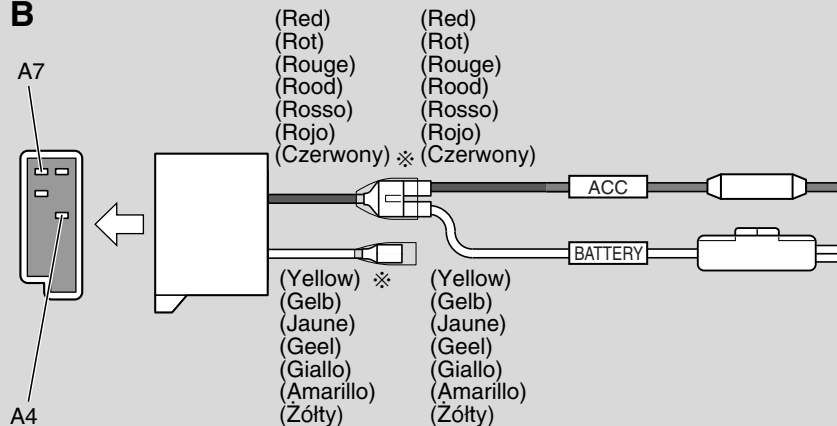 B
A7
(Red)
(Rot)
(Rouge)
(Rood)
(Rosso)
(Rojo)
(Czerwony) ※
(Red)
(Rot)
(Rouge)
(Rood)
(Rosso)
(Rojo)
(Czerwony)
ACC
BATTERY
(Yellow) ※
(Gelb)
(Jaune)
(Geel)
(Giallo)
(Amarillo)
(Żółty)
(Yellow)
(Gelb)
(Jaune)
(Geel)
(Giallo)
(Amarillo)
(Żółty)
A4